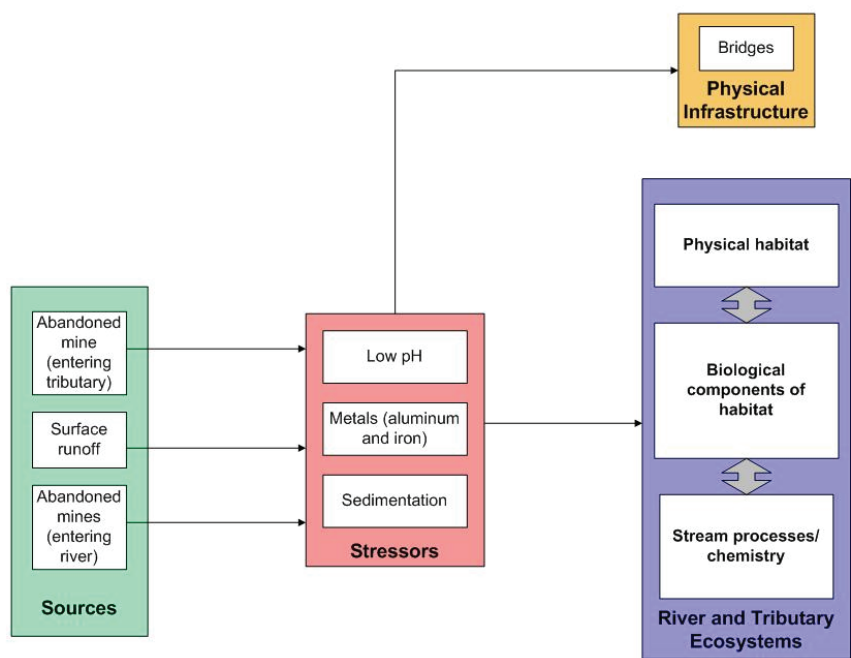 Bridges
Physical
Infrastructure
Abandoned
mine
(entering
tributary)
Surface
runoff
Abandoned
mines
(entering
river)
Sources
Low pH
Metals (aluminum
and iron)
Sedimentation
Stressors
Physical habitat
Biological
components of
habitat
Stream processes/
chemistry
River and Tributary
Ecosystems